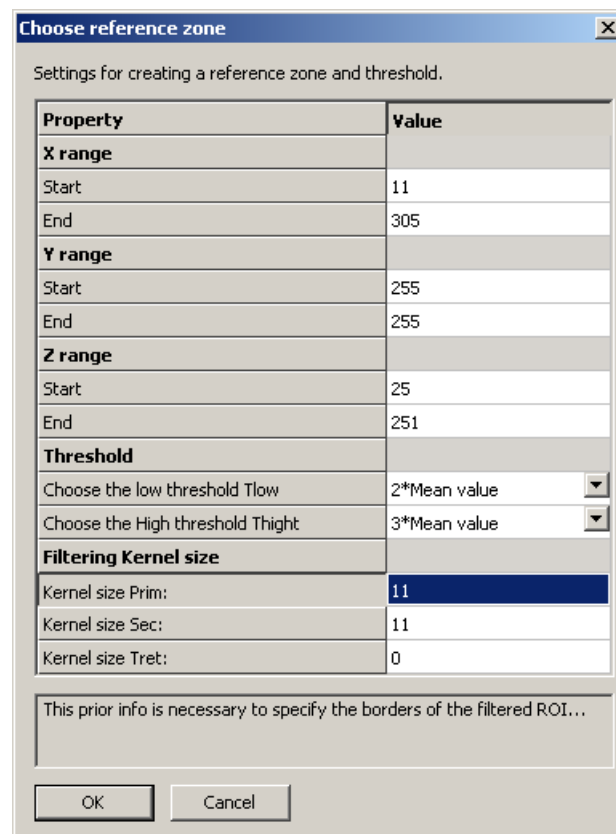 Choose reference zone
Settings for creating a reference zone and threshold.
Property Value
X range
Start 11
End 305
Y range
Start 255
End 255
Z range
Start 25
End 251
Threshold
Choose the low threshold Tlow 2*Mean value
Choose the High threshold Thight 3*Mean value
Filtering Kernel size
Kernel size Prim: 11
Kernel size Sec: 11
Kernel size Tret: 0
This prior info is necessary to specify the borders of the filtered ROI...
OK Cancel